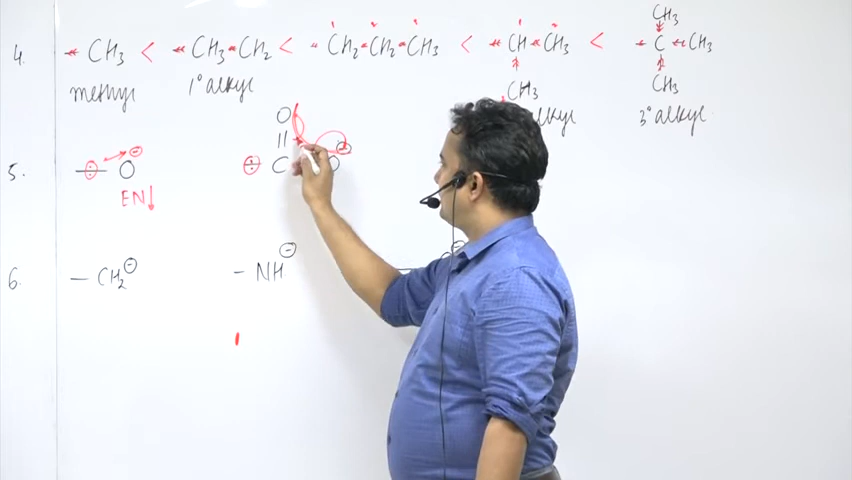 4. CH₃ < CH₃ CH₂ < CH₂ - CH₂ - CH₃ < CH - CH₃ < C CH₃
CH₃
CH₃
CH₃
methyl 1° alkyl alkyl 3° alkyl
O
||
5. — O⁻ — C O
EN↓
6. — CH₂⁻ — NH⁻